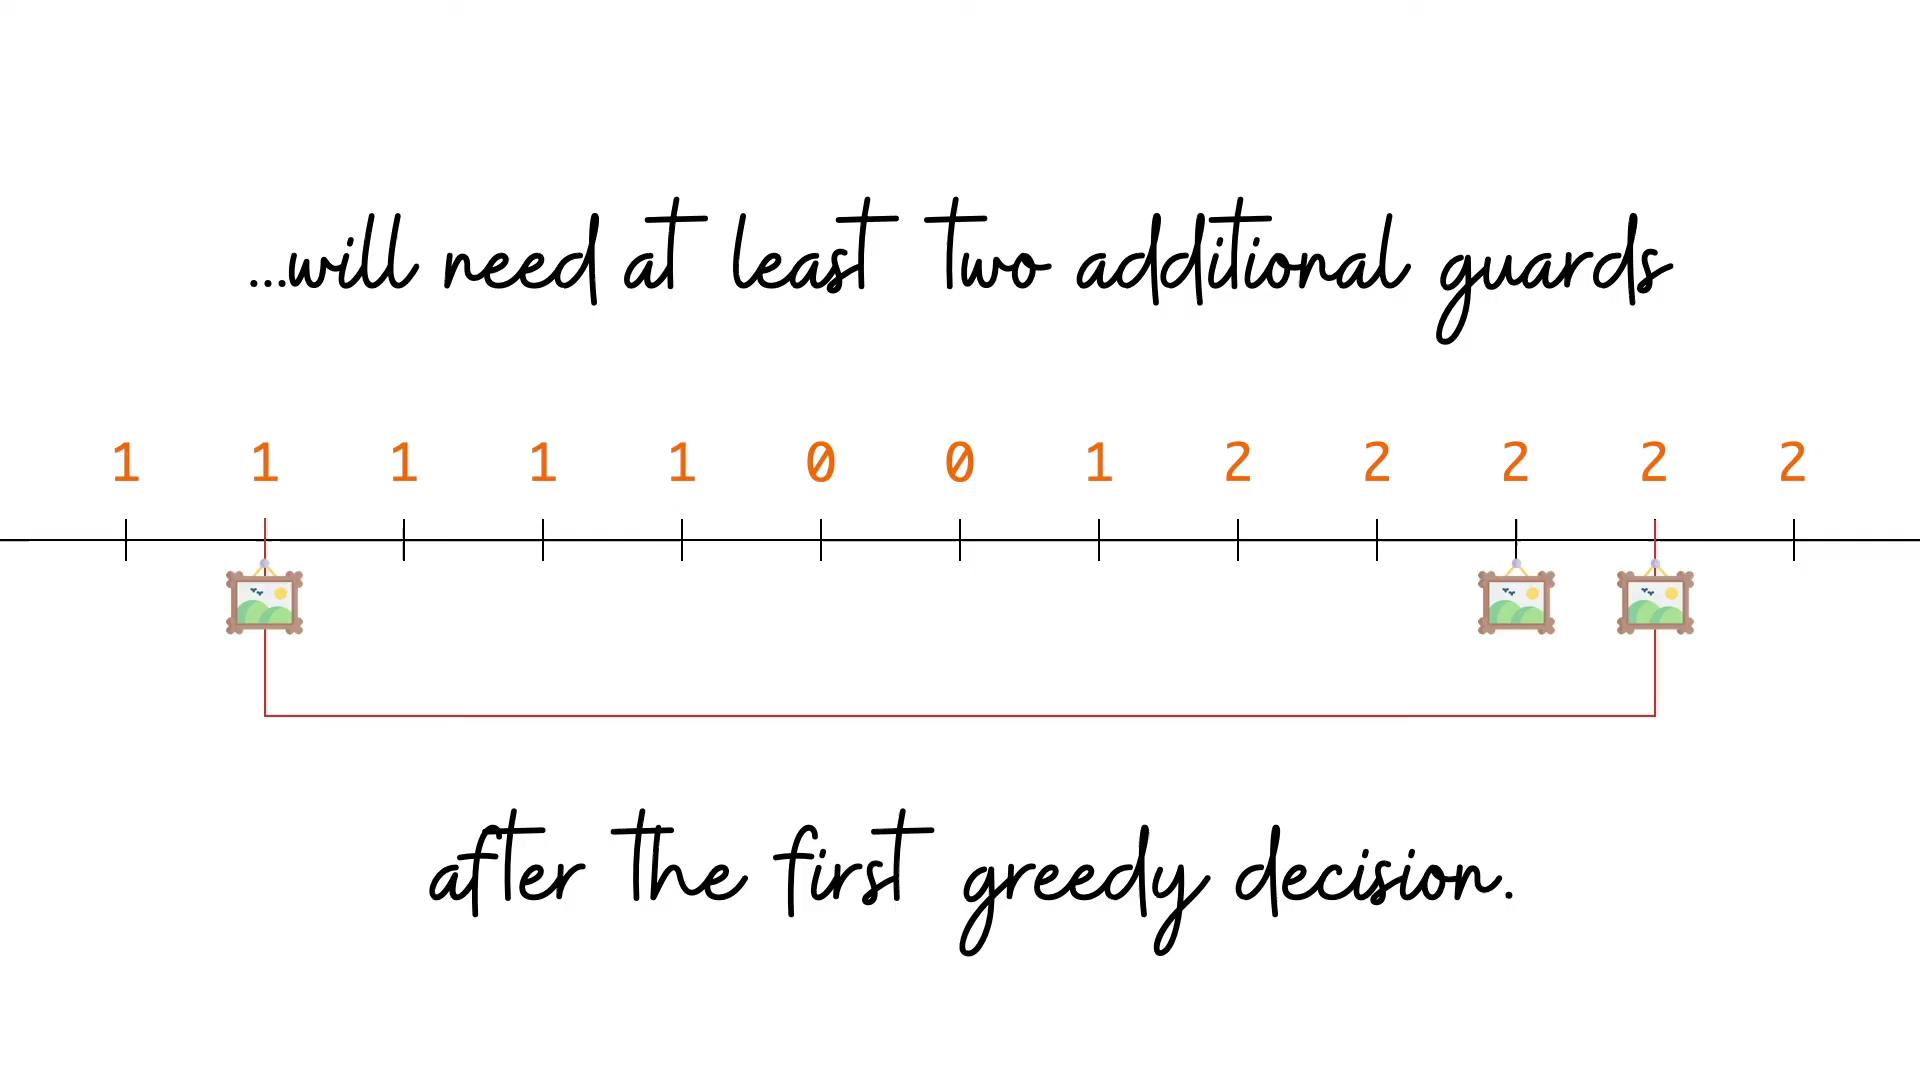 ...will need at least two additional guards
1 1 1 1 1 0 0 1 2 2 2 2 2
after the first greedy decision.